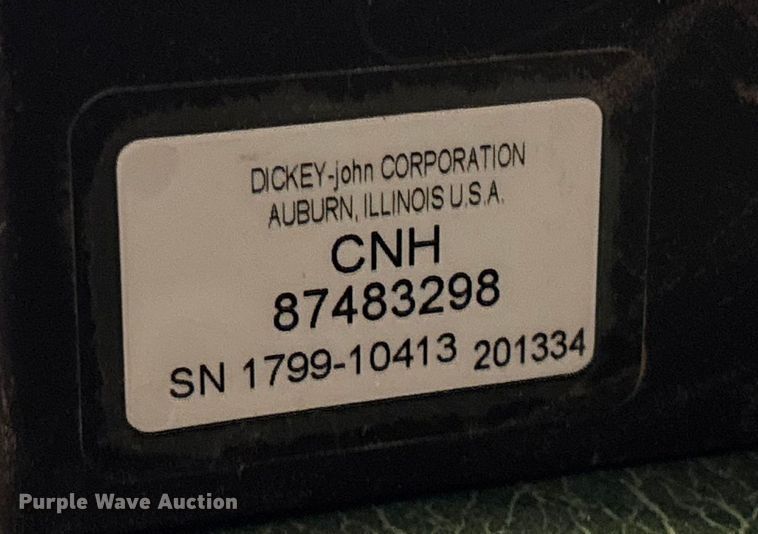 DICKEY-john CORPORATION
AUBURN, ILLINOIS U.S.A.
CNH
87483298
SN 1799-10413 201334
Purple Wave Auction